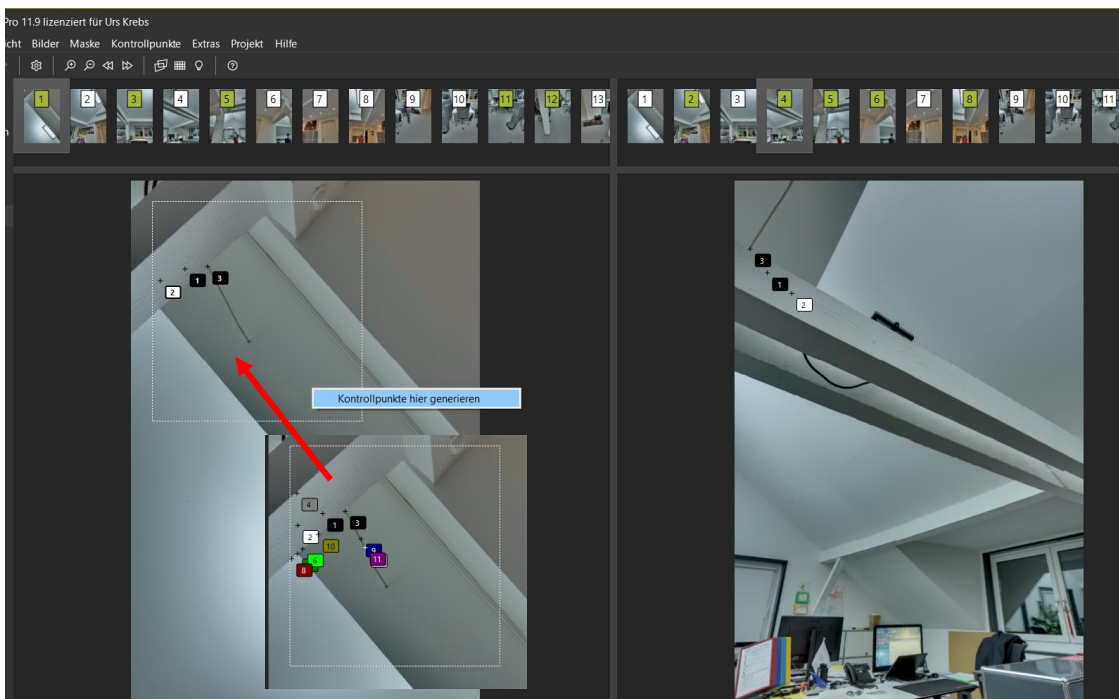 Pro 11.9 lizenziert für Urs Krebs
icht Bilder Maske Kontrollpunkte Extras Projekt Hilfe
1 2 3 4 5 6 7 8 9 10 11 12 13
1 2 3 4 5 6 7 8 9 10 11
2 1 3
3
1
2
Kontrollpunkte hier generieren
4
1 3
2
10 9
6 11
8